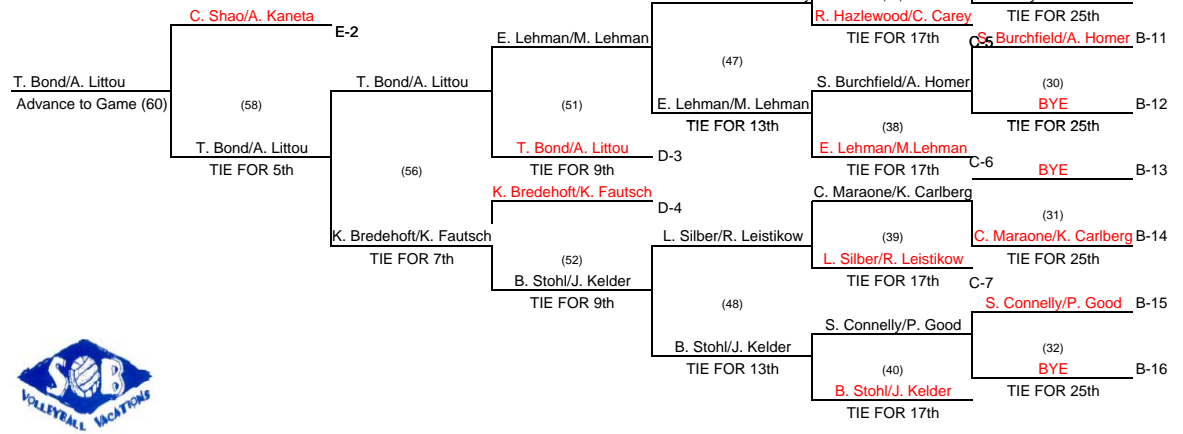 C. Shao/A. Kaneta
E-2
T. Bond/A. Littou
Advance to Game (60)
(58)
T. Bond/A. Littou
TIE FOR 5th
T. Bond/A. Littou
(56)
K. Bredehoft/K. Fautsch
TIE FOR 7th
E. Lehman/M. Lehman
(51)
T. Bond/A. Littou
D-3
TIE FOR 9th
K. Bredehoft/K. Fautsch
D-4
(52)
B. Stohl/J. Kelder
TIE FOR 9th
(47)
E. Lehman/M. Lehman
TIE FOR 13th
L. Silber/R. Leistikow
(48)
B. Stohl/J. Kelder
TIE FOR 13th
R. Hazlewood/C. Carey
TIE FOR 17th
C-5
S. Burchfield/A. Homer
(38)
E. Lehman/M.Lehman
TIE FOR 17th
C-6
C. Maraone/K. Carlberg
(39)
L. Silber/R. Leistikow
TIE FOR 17th
C-7
S. Connelly/P. Good
(40)
B. Stohl/J. Kelder
TIE FOR 17th
TIE FOR 25th
S. Burchfield/A. Homer B-11
(30)
BYE B-12
TIE FOR 25th
BYE B-13
(31)
C. Maraone/K. Carlberg B-14
TIE FOR 25th
S. Connelly/P. Good B-15
(32)
BYE B-16
TIE FOR 25th
SOB
VOLLEYBALL VACATIONS